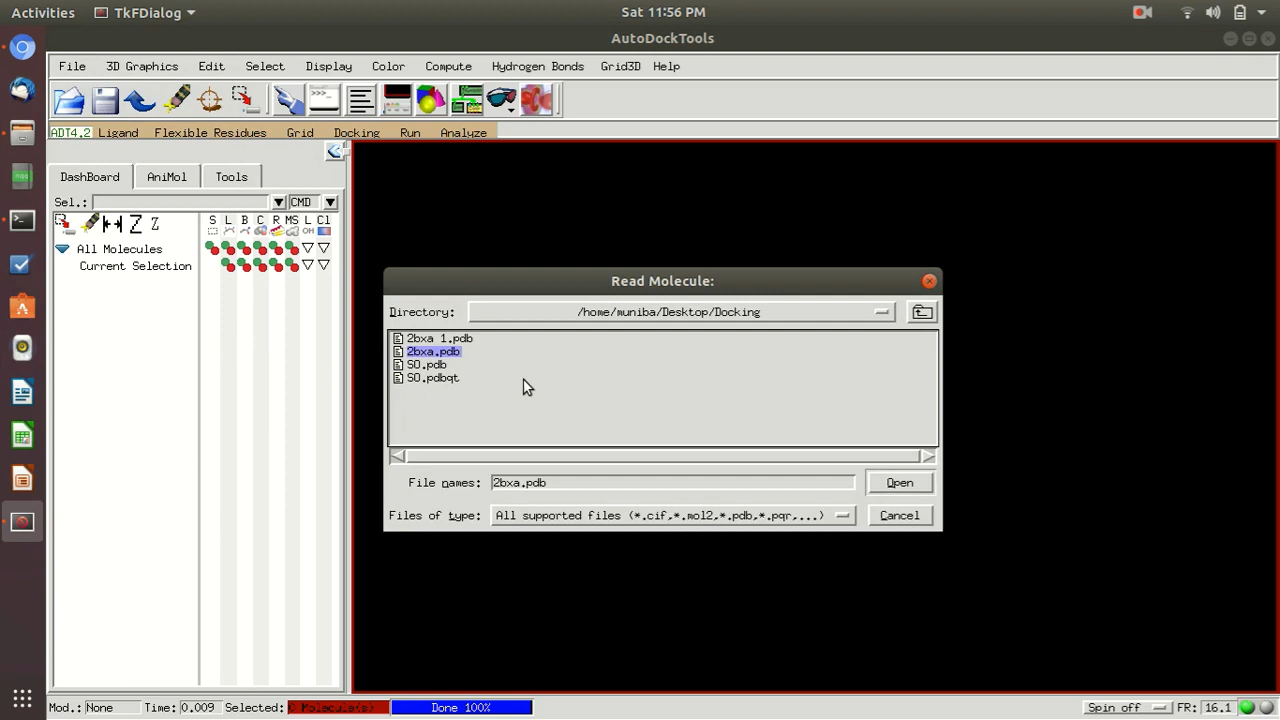 Activities TkFDialog Sat 11:56 PM
AutoDockTools
File 3D Graphics Edit Select Display Color Compute Hydrogen Bonds Grid3D Help
ADT4.2 Ligand Flexible Residues Grid Docking Run Analyze
DashBoard AniMol Tools
Sel.: CMD
S L B C R MS L Cl
All Molecules
Current Selection
Read Molecule:
Directory: /home/muniba/Desktop/Docking
2bxa 1.pdb
2bxa.pdb
SO.pdb
SO.pdbqt
File names: 2bxa.pdb Open
Files of type: All supported files (*.cif,*.mol2,*.pdb,*.pqr,...) Cancel
Mod.: None Time: 0.009 Selected: 0 Molecule(s) Done 100% Spin off FR: 16.1